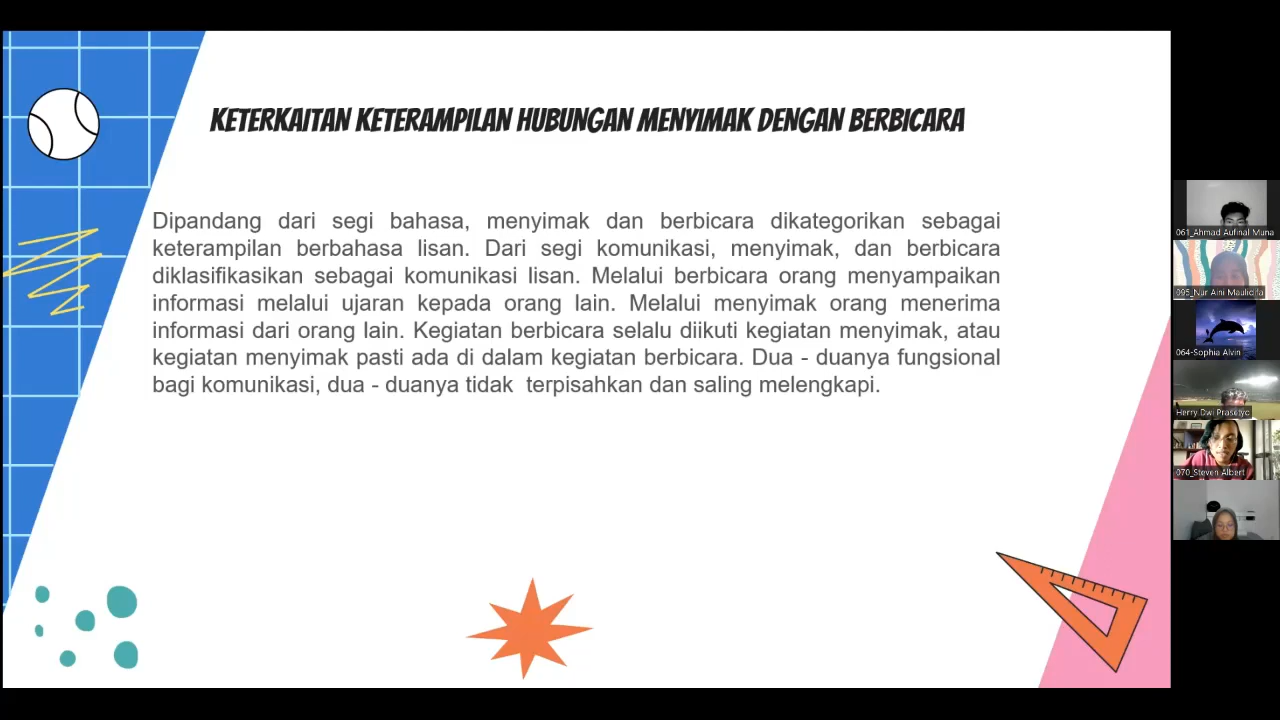 KETERKAITAN KETERAMPILAN HUBUNGAN MENYIMAK DENGAN BERBICARA
Dipandang dari segi bahasa, menyimak dan berbicara dikategorikan sebagai
keterampilan berbahasa lisan. Dari segi komunikasi, menyimak, dan berbicara
diklasifikasikan sebagai komunikasi lisan. Melalui berbicara orang menyampaikan
informasi melalui ujaran kepada orang lain. Melalui menyimak orang menerima
informasi dari orang lain. Kegiatan berbicara selalu diikuti kegiatan menyimak, atau
kegiatan menyimak pasti ada di dalam kegiatan berbicara. Dua - duanya fungsional
bagi komunikasi, dua - duanya tidak terpisahkan dan saling melengkapi.
061_Ahmad Aufinal Muna
095_Nur Aini Maulidifa
064-Sophia Alvin
Herry Dwi Prasetyo
070_Steven Albert